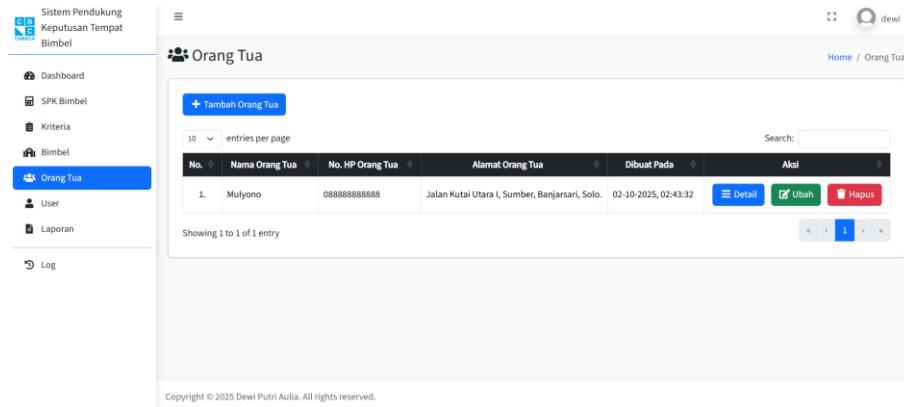 Sistem Pendukung
Keputusan Tempat
Bimbel
C B
CABACA
dewi
Dashboard
SPK Bimbel
Kriteria
Bimbel
Orang Tua
User
Laporan
Log
Orang Tua
Home / Orang Tua
Tambah Orang Tua
10 entries per page
Search:
No. Nama Orang Tua No. HP Orang Tua Alamat Orang Tua Dibuat Pada Aksi
1. Mulyono 088888888888 Jalan Kutai Utara I, Sumber, Banjarsari, Solo. 02-10-2025, 02:43:32 Detail Ubah Hapus
Showing 1 to 1 of 1 entry
« ‹ 1 › »
Copyright © 2025 Dewi Putri Aulia. All rights reserved.